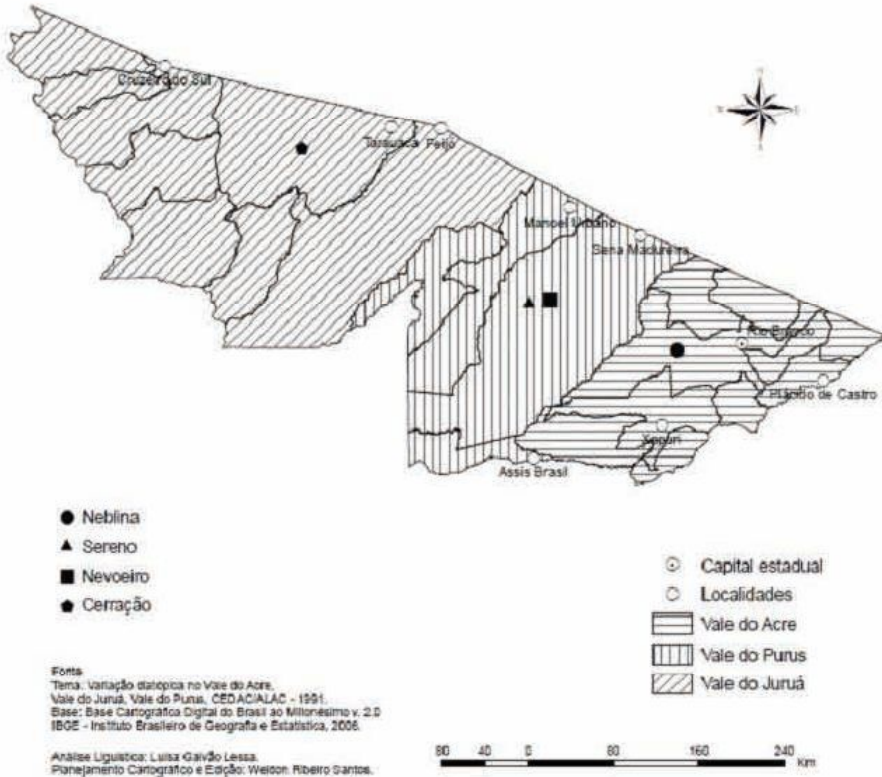 Cruzeiro do Sul
Tarauacá
Feijó
Manoel Urbano
Sena Madureira
Rio Branco
Plácido de Castro
Xapuri
Assis Brasil
Neblina
Sereno
Nevoeiro
Cerração
Capital estadual
Localidades
Vale do Acre
Vale do Purus
Vale do Juruá
Fonte
Tema: Variação diatópica no Vale do Acre,
Vale do Juruá, Vale do Purus, CEDAC/ALAC - 1991.
Base: Base Cartográfica Digital do Brasil ao Milionésimo v. 2.0
IBGE - Instituto Brasileiro de Geografia e Estatística, 2006.
Análise Liguística: Luísa Galvão Lessa.
Planejamento Cartográfico e Edição: Weldon Ribeiro Santos.
80 40 0 80 160 240
Km